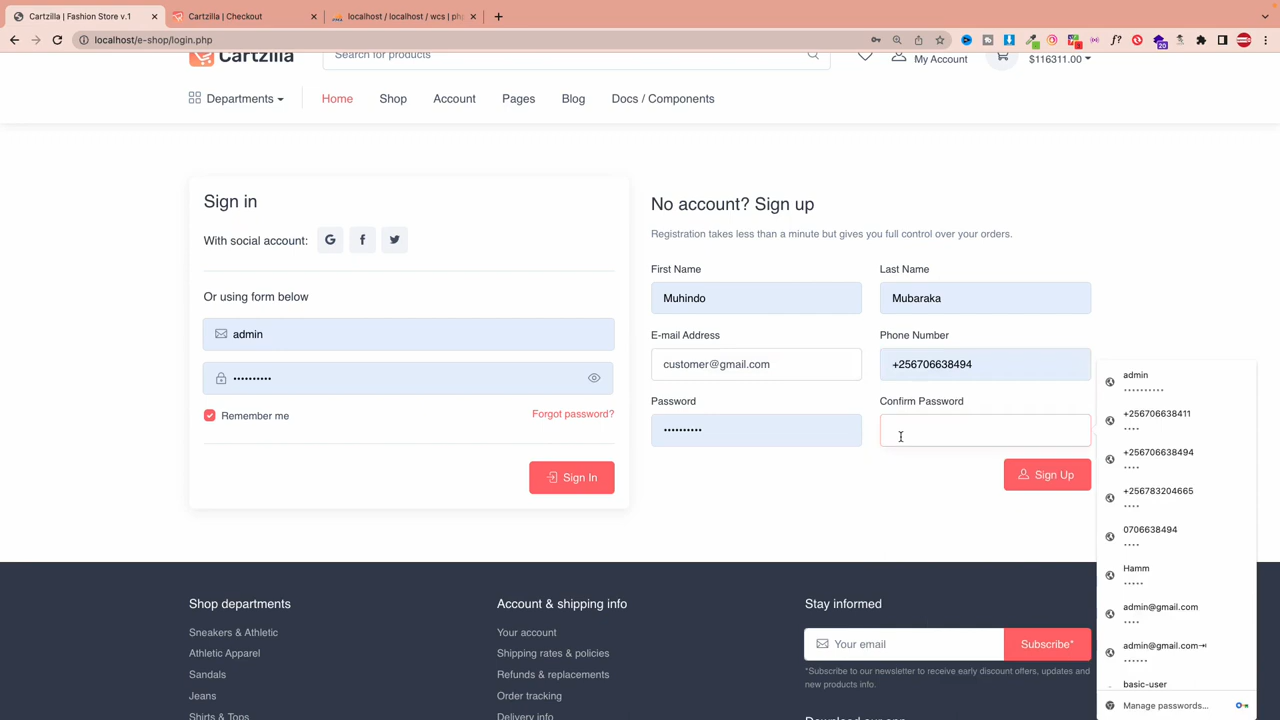 Cartzilla | Fashion Store v.1
Cartzilla | Checkout
localhost / localhost / wcs | ph
localhost/e-shop/login.php
Cartzilla
Search for products
My Account
$116311.00
Departments
Home
Shop
Account
Pages
Blog
Docs / Components
Sign in
With social account:
Or using form below
admin
••••••••••
Remember me
Forgot password?
Sign In
No account? Sign up
Registration takes less than a minute but gives you full control over your orders.
First Name
Last Name
Muhindo
Mubaraka
E-mail Address
Phone Number
customer@gmail.com
+256706638494
Password
Confirm Password
••••••••••
Sign Up
admin
••••••••••
+256706638411
••••
+256706638494
••••
+256783204665
••••
0706638494
••••
Hamm
•••••
admin@gmail.com
••••
admin@gmail.com
••••••
basic-user
Manage passwords...
Shop departments
Sneakers & Athletic
Athletic Apparel
Sandals
Jeans
Shirts & Tops
Account & shipping info
Your account
Shipping rates & policies
Refunds & replacements
Order tracking
Delivery info
Stay informed
Your email
Subscribe*
*Subscribe to our newsletter to receive early discount offers, updates and
new products info.